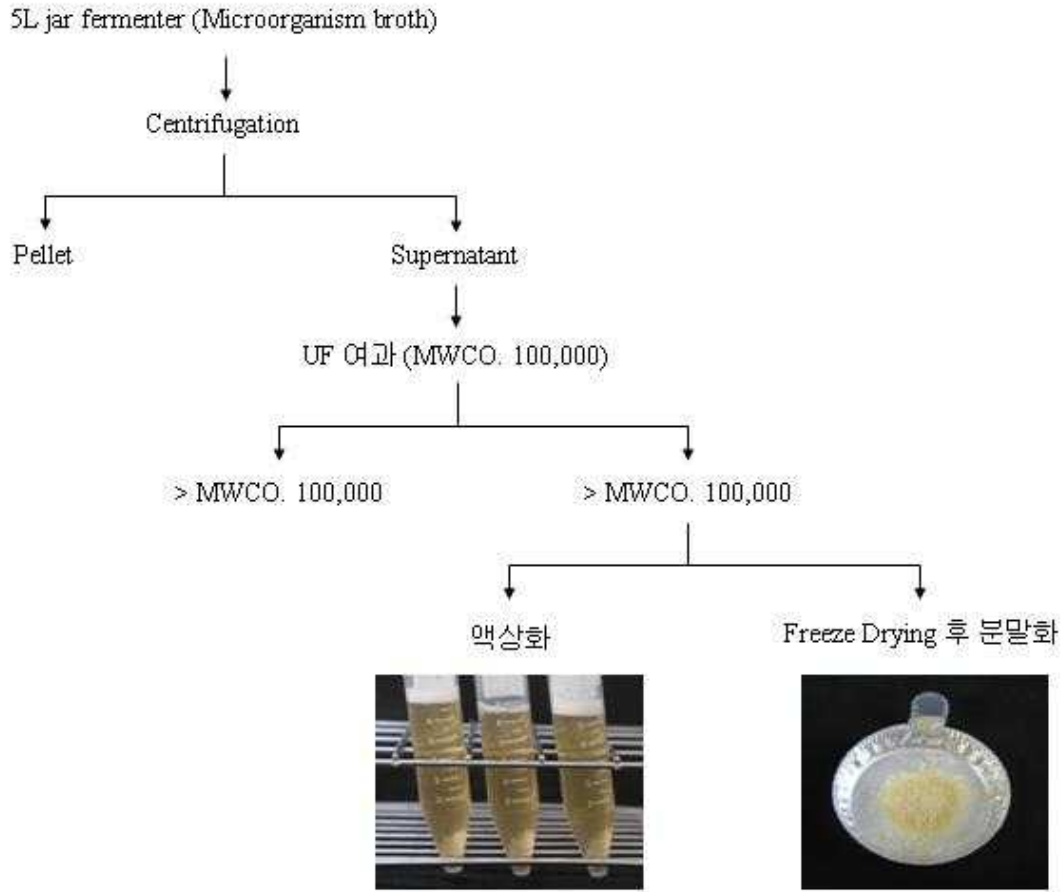 5L jar fermenter (Microorganism broth)
Centrifugation
Pellet
Supernatant
UF 여과 (MWCO. 100,000)
> MWCO. 100,000
> MWCO. 100,000
액상화
Freeze Drying 후 분말화